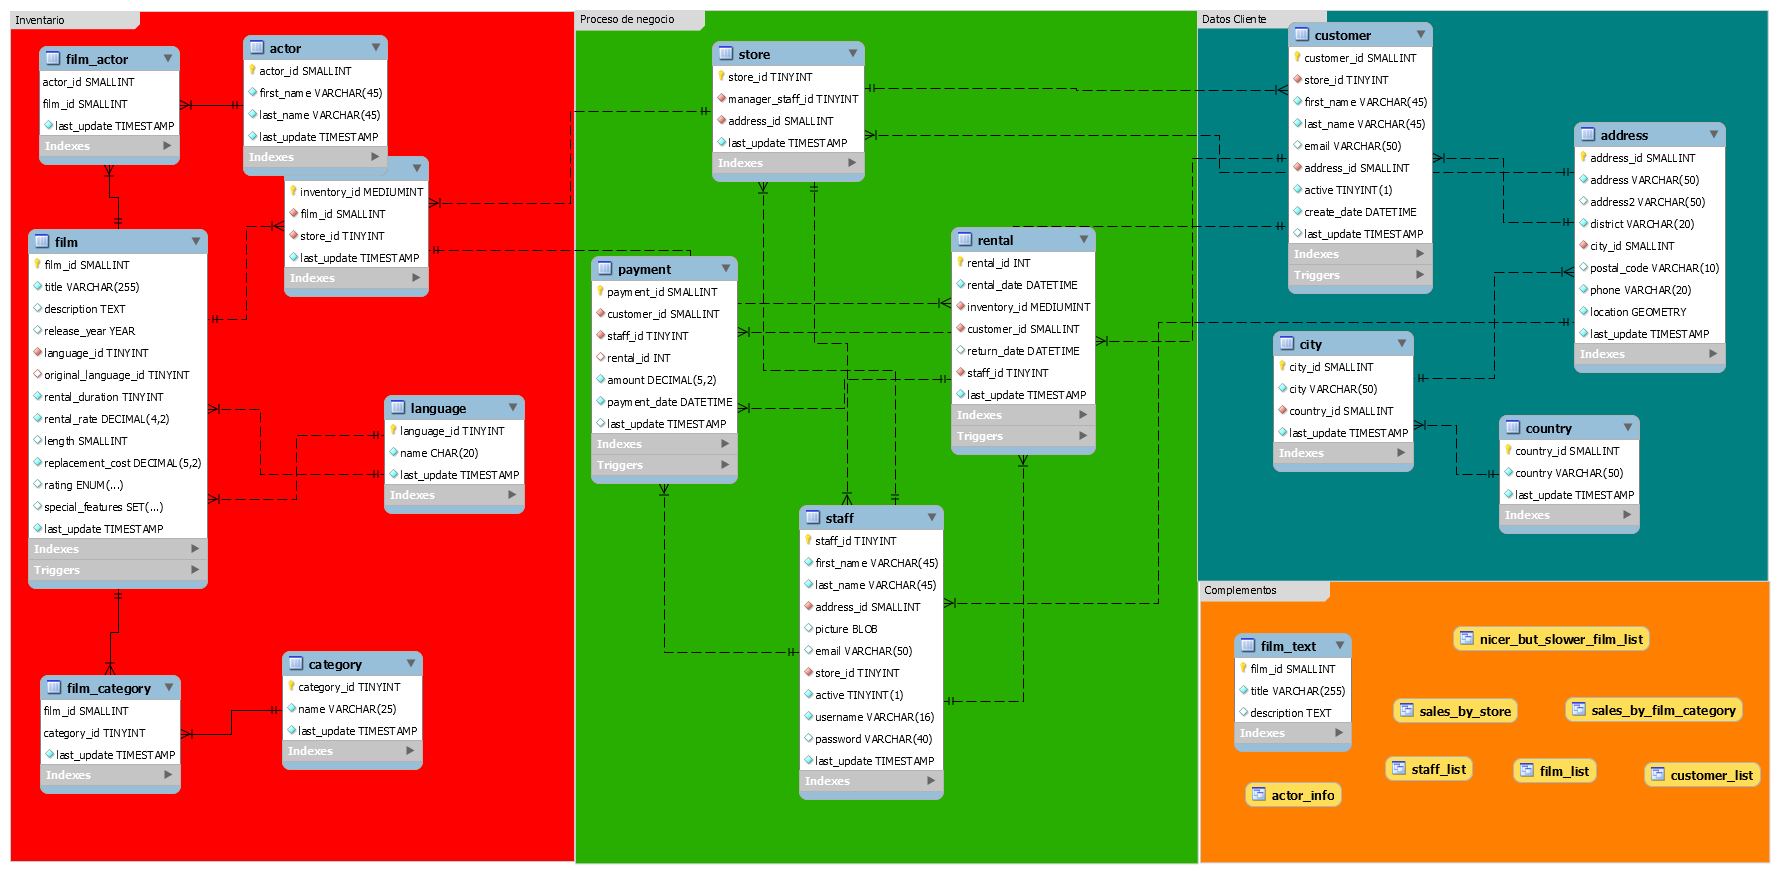 Inventario
film_actor
actor_id SMALLINT
film_id SMALLINT
last_update TIMESTAMP
Indexes
actor
actor_id SMALLINT
first_name VARCHAR(45)
last_name VARCHAR(45)
last_update TIMESTAMP
Indexes
inventory_id MEDIUMINT
film_id SMALLINT
store_id TINYINT
last_update TIMESTAMP
Indexes
film
film_id SMALLINT
title VARCHAR(255)
description TEXT
release_year YEAR
language_id TINYINT
original_language_id TINYINT
rental_duration TINYINT
rental_rate DECIMAL(4,2)
length SMALLINT
replacement_cost DECIMAL(5,2)
rating ENUM(...)
special_features SET(...)
last_update TIMESTAMP
Indexes
Triggers
language
language_id TINYINT
name CHAR(20)
last_update TIMESTAMP
Indexes
film_category
film_id SMALLINT
category_id TINYINT
last_update TIMESTAMP
Indexes
category
category_id TINYINT
name VARCHAR(25)
last_update TIMESTAMP
Indexes
Proceso de negocio
store
store_id TINYINT
manager_staff_id TINYINT
address_id SMALLINT
last_update TIMESTAMP
Indexes
payment
payment_id SMALLINT
customer_id SMALLINT
staff_id TINYINT
rental_id INT
amount DECIMAL(5,2)
payment_date DATETIME
last_update TIMESTAMP
Indexes
Triggers
rental
rental_id INT
rental_date DATETIME
inventory_id MEDIUMINT
customer_id SMALLINT
return_date DATETIME
staff_id TINYINT
last_update TIMESTAMP
Indexes
Triggers
staff
staff_id TINYINT
first_name VARCHAR(45)
last_name VARCHAR(45)
address_id SMALLINT
picture BLOB
email VARCHAR(50)
store_id TINYINT
active TINYINT(1)
username VARCHAR(16)
password VARCHAR(40)
last_update TIMESTAMP
Indexes
Datos Cliente
customer
customer_id SMALLINT
store_id TINYINT
first_name VARCHAR(45)
last_name VARCHAR(45)
email VARCHAR(50)
address_id SMALLINT
active TINYINT(1)
create_date DATETIME
last_update TIMESTAMP
Indexes
Triggers
address
address_id SMALLINT
address VARCHAR(50)
address2 VARCHAR(50)
district VARCHAR(20)
city_id SMALLINT
postal_code VARCHAR(10)
phone VARCHAR(20)
location GEOMETRY
last_update TIMESTAMP
Indexes
city
city_id SMALLINT
city VARCHAR(50)
country_id SMALLINT
last_update TIMESTAMP
Indexes
country
country_id SMALLINT
country VARCHAR(50)
last_update TIMESTAMP
Indexes
Complementos
film_text
film_id SMALLINT
title VARCHAR(255)
description TEXT
Indexes
nicer_but_slower_film_list
sales_by_store
sales_by_film_category
staff_list
film_list
customer_list
actor_info